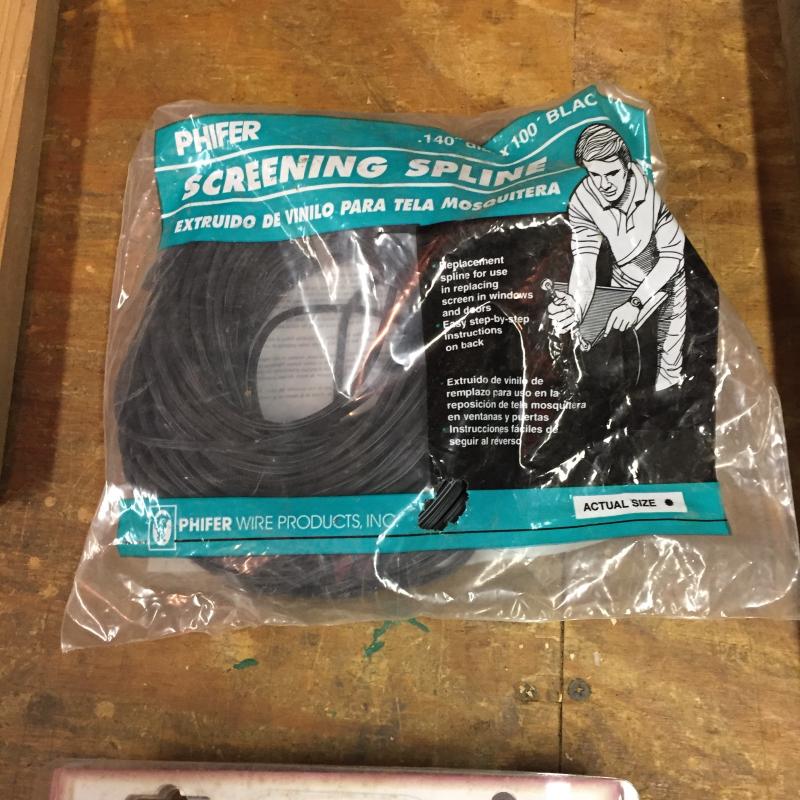 PHIFER
.140" x 100' BLAC
SCREENING SPLINE
EXTRUIDO DE VINILO PARA TELA MOSQUITERA
Replacement
spline for use
in replacing
screen in windows
and doors
Easy step-by-step
instructions
on back
Extruido de vinilo de
remplazo para uso en la
reposición de tela mosquitera
en ventanas y puertas
Instrucciones fáciles de
seguir al reverso
PHIFER WIRE PRODUCTS, INC.
ACTUAL SIZE